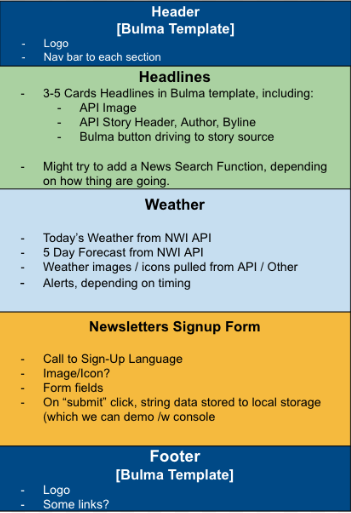 Header
[Bulma Template]
- Logo
- Nav bar to each section
Headlines
- 3-5 Cards Headlines in Bulma template, including:
- API Image
- API Story Header, Author, Byline
- Bulma button driving to story source
- Might try to add a News Search Function, depending
on how thing are going.
Weather
- Today's Weather from NWI API
- 5 Day Forecast from NWI API
- Weather images / icons pulled from API / Other
- Alerts, depending on timing
Newsletters Signup Form
- Call to Sign-Up Language
- Image/Icon?
- Form fields
- On “submit” click, string data stored to local storage
(which we can demo /w console
Footer
[Bulma Template]
- Logo
- Some links?